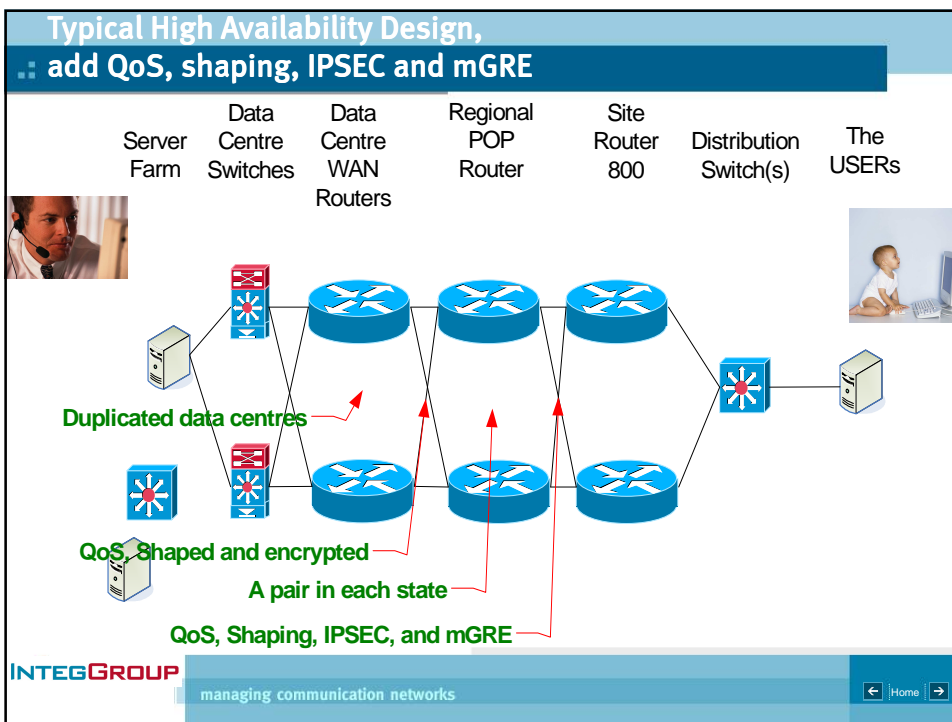 Typical High Availability Design,
add QoS, shaping, IPSEC and mGRE
Server
Farm
Data
Centre
Switches
Data
Centre
WAN
Routers
Regional
POP
Router
Site
Router
800
Distribution
Switch(s)
The
USERs
Duplicated data centres
QoS, Shaped and encrypted
A pair in each state
QoS, Shaping, IPSEC, and mGRE
INTEGGROUP
managing communication networks
Home